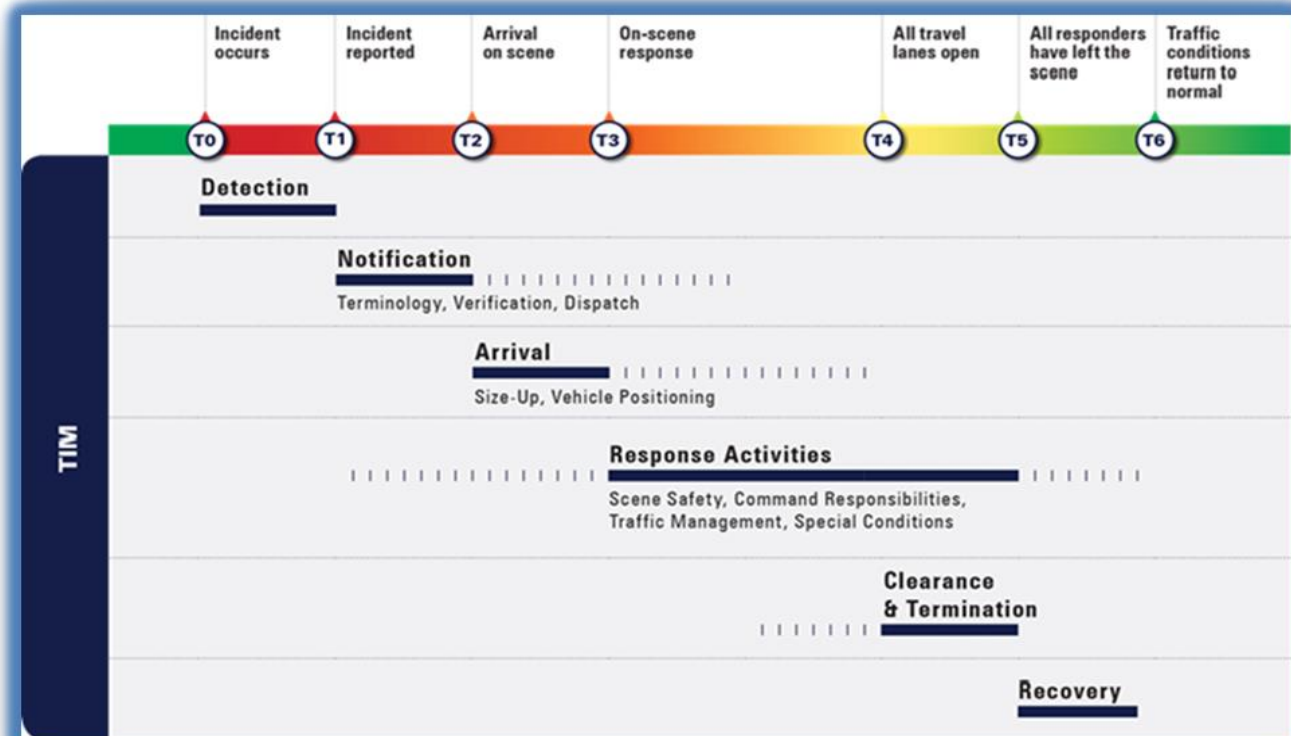 Incident
occurs
Incident
reported
Arrival
on scene
On-scene
response
All travel
lanes open
All responders
have left the
scene
Traffic
conditions
return to
normal
T0
T1
T2
T3
T4
T5
T6
TIM
Detection
Notification
Terminology, Verification, Dispatch
Arrival
Size-Up, Vehicle Positioning
Response Activities
Scene Safety, Command Responsibilities,
Traffic Management, Special Conditions
Clearance
& Termination
Recovery